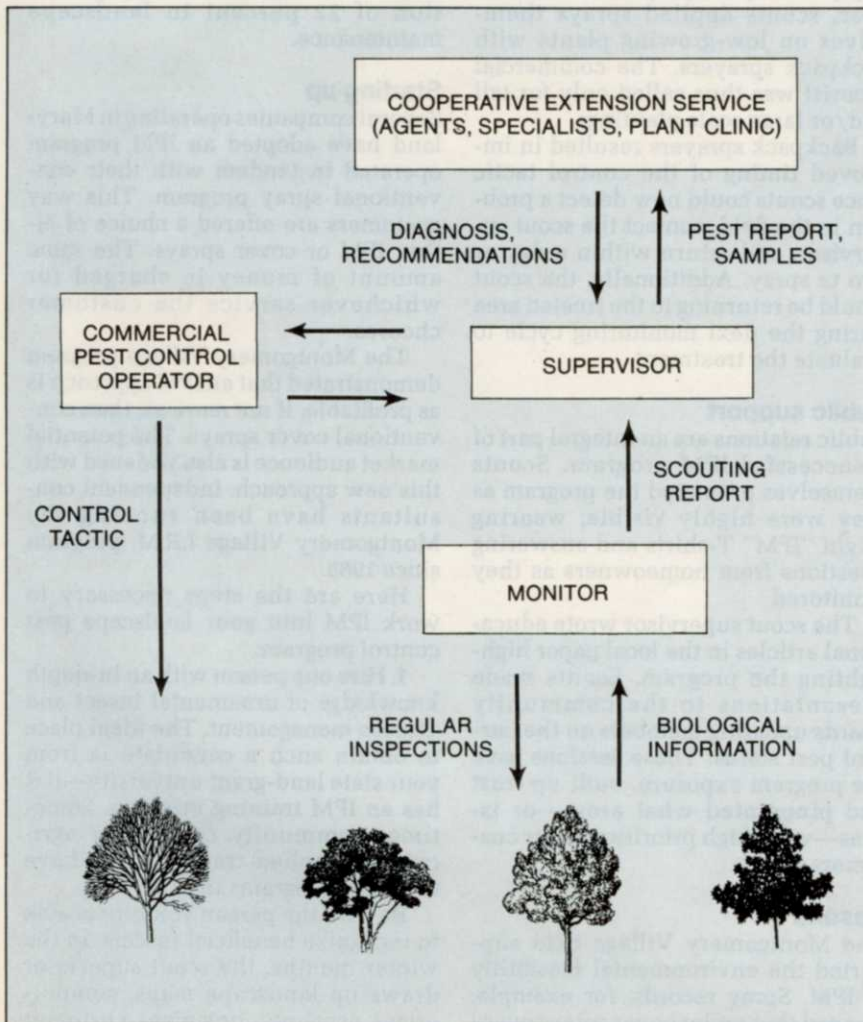 COOPERATIVE EXTENSION SERVICE
(AGENTS, SPECIALISTS, PLANT CLINIC)
DIAGNOSIS,
RECOMMENDATIONS
PEST REPORT,
SAMPLES
COMMERCIAL
PEST CONTROL
OPERATOR
SUPERVISOR
CONTROL
TACTIC
SCOUTING
REPORT
MONITOR
REGULAR
INSPECTIONS
BIOLOGICAL
INFORMATION